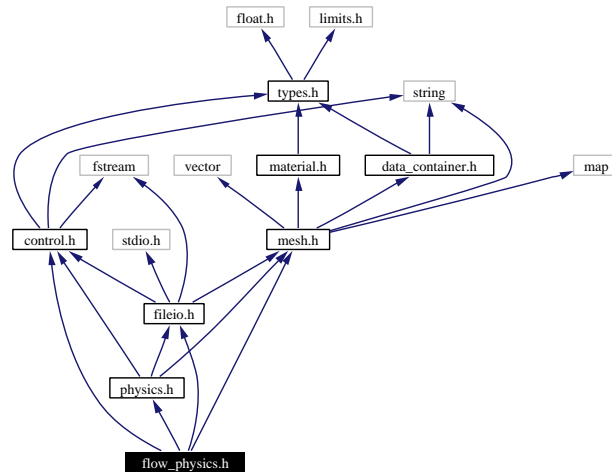 float.h
limits.h
types.h
string
fstream
vector
material.h
data_container.h
map
control.h
stdio.h
mesh.h
fileio.h
physics.h
flow_physics.h